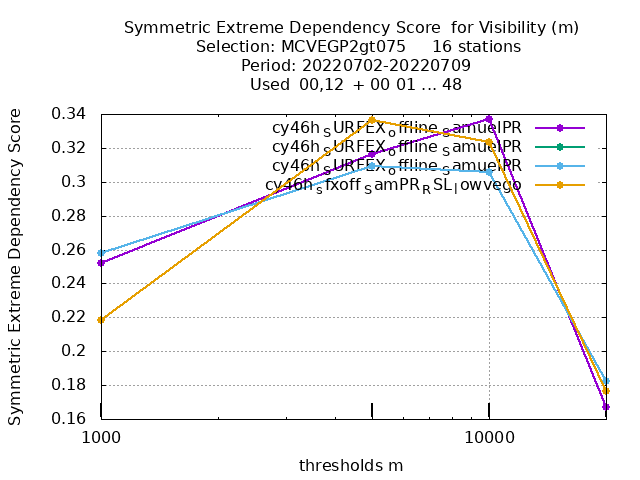 Symmetric Extreme Dependency Score  for Visibility (m)
Selection: MCVEGP2gt075     16 stations
Period: 20220702-20220709
Used  00,12  + 00 01 ... 48
Symmetric Extreme Dependency Score
0.34
0.32
0.3
0.28
0.26
0.24
0.22
0.2
0.18
0.16
cy46h_SURFEX_offline_SamuelPR
cy46h_SURFEX_offline_SamuelPR
cy46h_SURFEX_offline_SamuelPR
cy46h_sfxoff_SamPR_RSL_lowvego
1000
10000
thresholds m